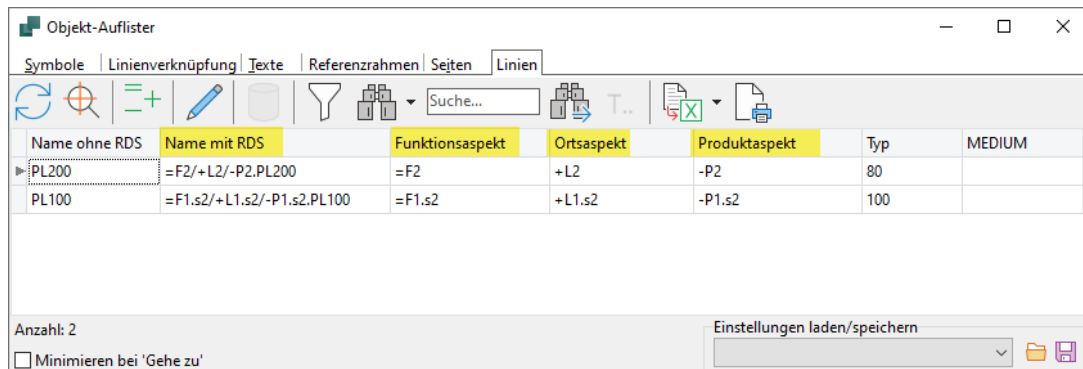 Objekt-Auflister
Symbole Linienverknüpfung Texte Referenzrahmen Seiten Linien
Suche... T..
Name ohne RDS Name mit RDS Funktionsaspekt Ortsaspekt Produktaspekt Typ MEDIUM
PL200 =F2/+L2/-P2.PL200 =F2 +L2 -P2 80
PL100 =F1.s2/+L1.s2/-P1.s2.PL100 =F1.s2 +L1.s2 -P1.s2 100
Anzahl: 2
Einstellungen laden/speichern
Minimieren bei 'Gehe zu'